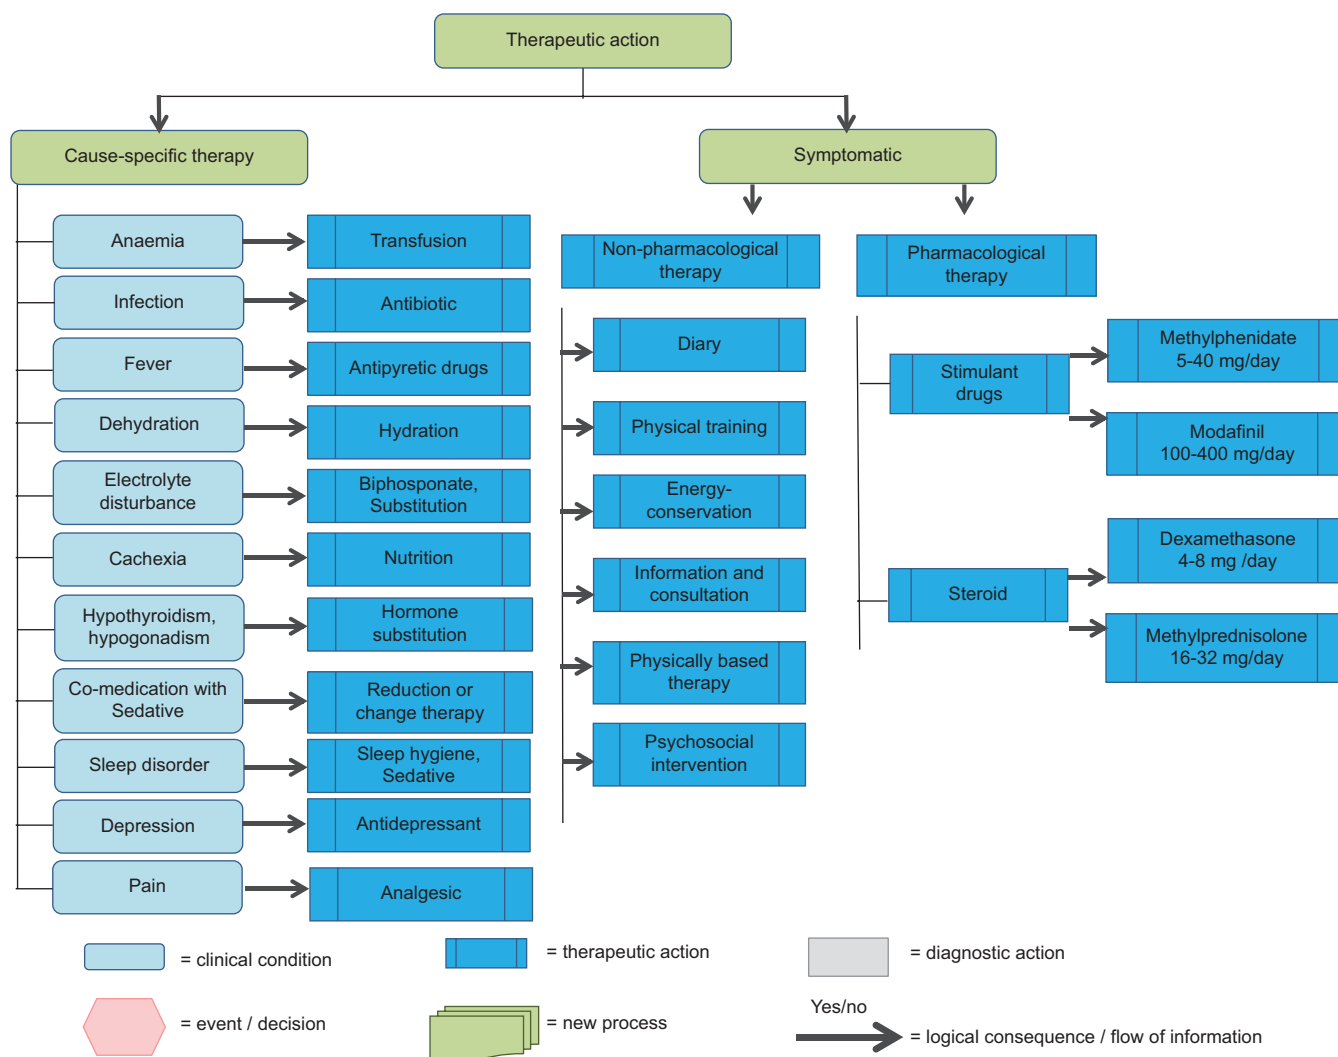 Therapeutic action
Cause-specific therapy
Symptomatic
Anaemia
Transfusion
Infection
Antibiotic
Fever
Antipyretic drugs
Dehydration
Hydration
Electrolyte
disturbance
Biphosponate,
Substitution
Cachexia
Nutrition
Hypothyroidism,
hypogonadism
Hormone
substitution
Co-medication with
Sedative
Reduction or
change therapy
Sleep disorder
Sleep hygiene,
Sedative
Depression
Antidepressant
Pain
Analgesic
Non-pharmacological
therapy
Diary
Physical training
Energy-
conservation
Information and
consultation
Physically based
therapy
Psychosocial
intervention
Pharmacological
therapy
Stimulant
drugs
Methylphenidate
5-40 mg/day
Modafinil
100-400 mg/day
Steroid
Dexamethasone
4-8 mg /day
Methylprednisolone
16-32 mg/day
= clinical condition
= therapeutic action
= diagnostic action
= event / decision
= new process
Yes/no
= logical consequence / flow of information